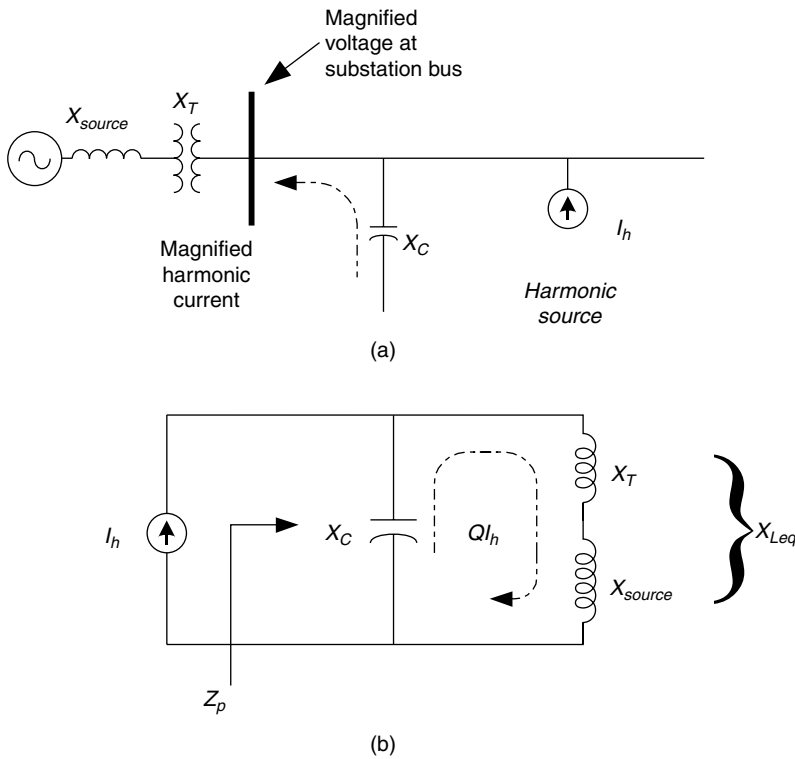 Magnified
voltage at
substation bus
X_T
X_source
Magnified
harmonic
current
X_C
I_h
Harmonic
source
(a)
I_h
X_C
QI_h
X_T
X_source
X_Leq
Z_p
(b)